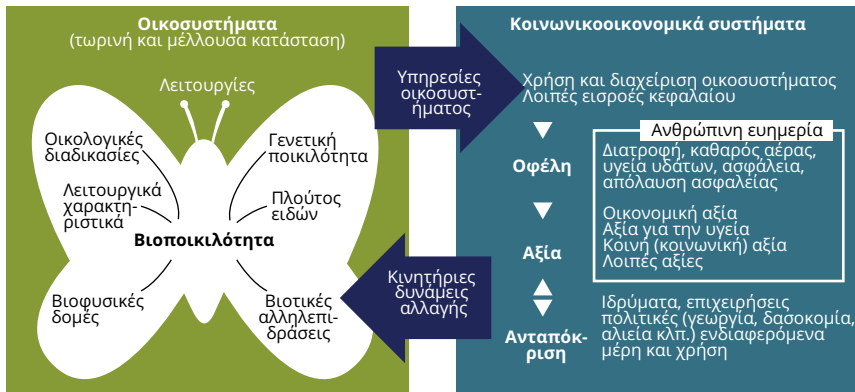 Οικοσυστήματα
(τωρινή και μέλλουσα κατάσταση)
Λειτουργίες
Οικολογικές
διαδικασίες
Γενετική
ποικιλότητα
Λειτουργικά
χαρακτη-
ριστικά
Πλούτος
ειδών
Βιοποικιλότητα
Βιοφυσικές
δομές
Βιοτικές
αλληλεπι-
δράσεις
Υπηρεσίες
οικοσυστ-
ήματος
Κινητήριες
δυνάμεις
αλλαγής
Κοινωνικοοικονομικά συστήματα
Χρήση και διαχείριση οικοσυστήματος
Λοιπές εισροές κεφαλαίου
Ανθρώπινη ευημερία
Οφέλη
Διατροφή, καθαρός αέρας,
υγεία υδάτων, ασφάλεια,
απόλαυση ασφαλείας
Αξία
Οικονομική αξία
Αξία για την υγεία
Κοινή (κοινωνική) αξία
Λοιπές αξίες
Ανταπόκ-
ριση
Ιδρύματα, επιχειρήσεις
πολιτικές (γεωργία, δασοκομία,
αλιεία κλπ.) ενδιαφερόμενα
μέρη και χρήση